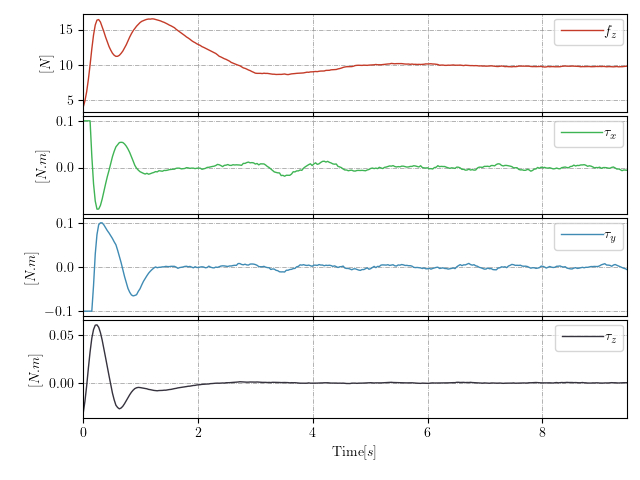 15
10
5
[N]
f_z
0.1
0.0
[N.m]
τ_x
0.1
0.0
−0.1
[N.m]
τ_y
0.05
0.00
[N.m]
τ_z
0 2 4 6 8
Time[s]